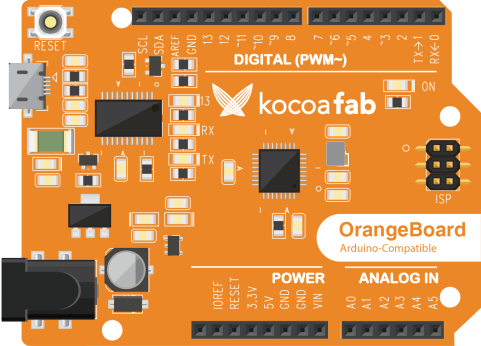 RESET
SCL
SDA
AREF
GND
13
12
~11
~10
~9
8
7
~6
~5
4
~3
2
TX→1
RX←0
DIGITAL (PWM~)
ON
13
kocoafab
RX
TX
ISP
OrangeBoard
Arduino-Compatible
POWER
ANALOG IN
IOREF
RESET
3.3V
5V
GND
GND
VIN
A0
A1
A2
A3
A4
A5